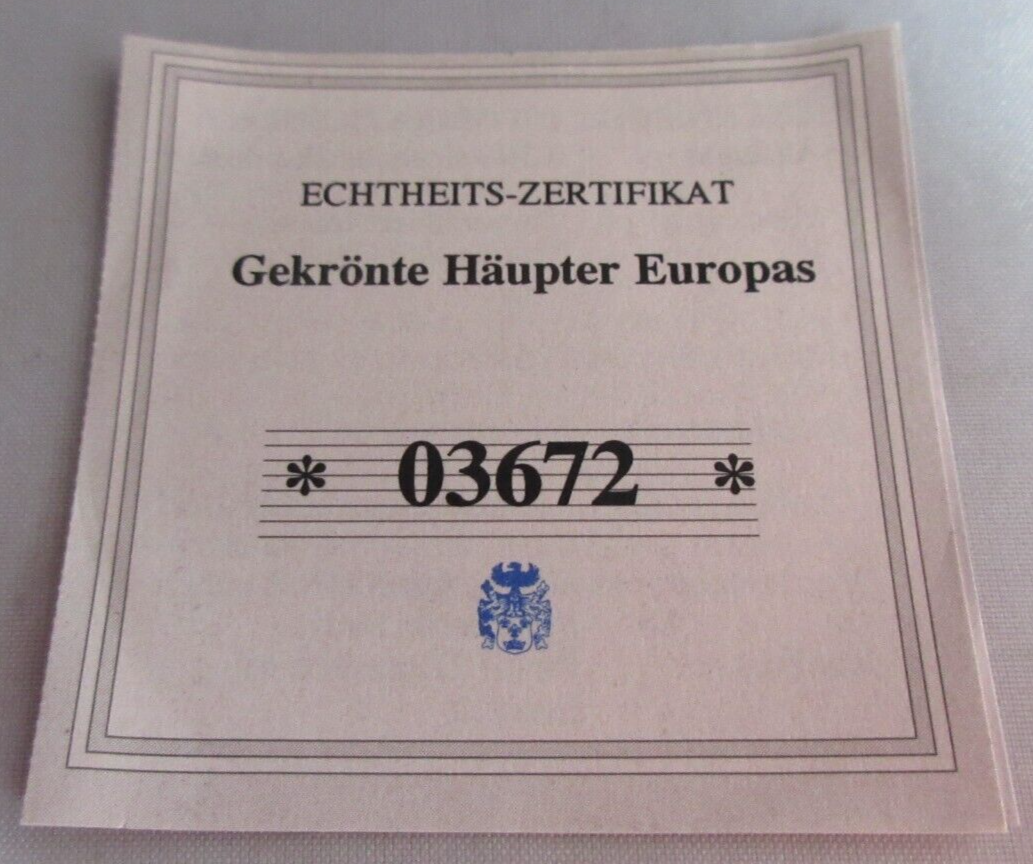 ECHTHEITS-ZERTIFIKAT
Gekrönte Häupter Europas
* 03672 *